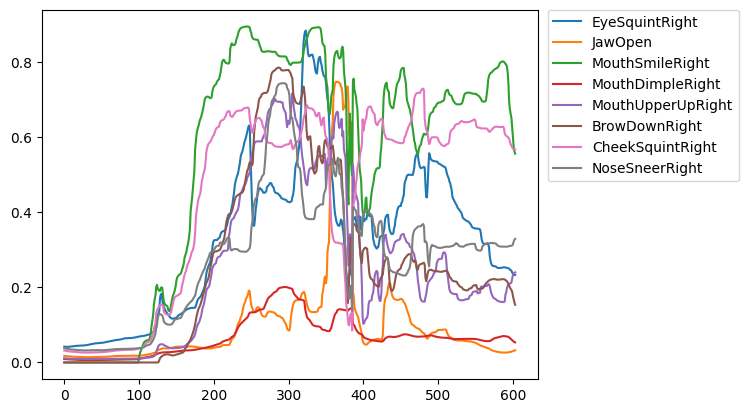 EyeSquintRight
JawOpen
MouthSmileRight
MouthDimpleRight
MouthUpperUpRight
BrowDownRight
CheekSquintRight
NoseSneerRight
0.8
0.6
0.4
0.2
0.0
0 100 200 300 400 500 600